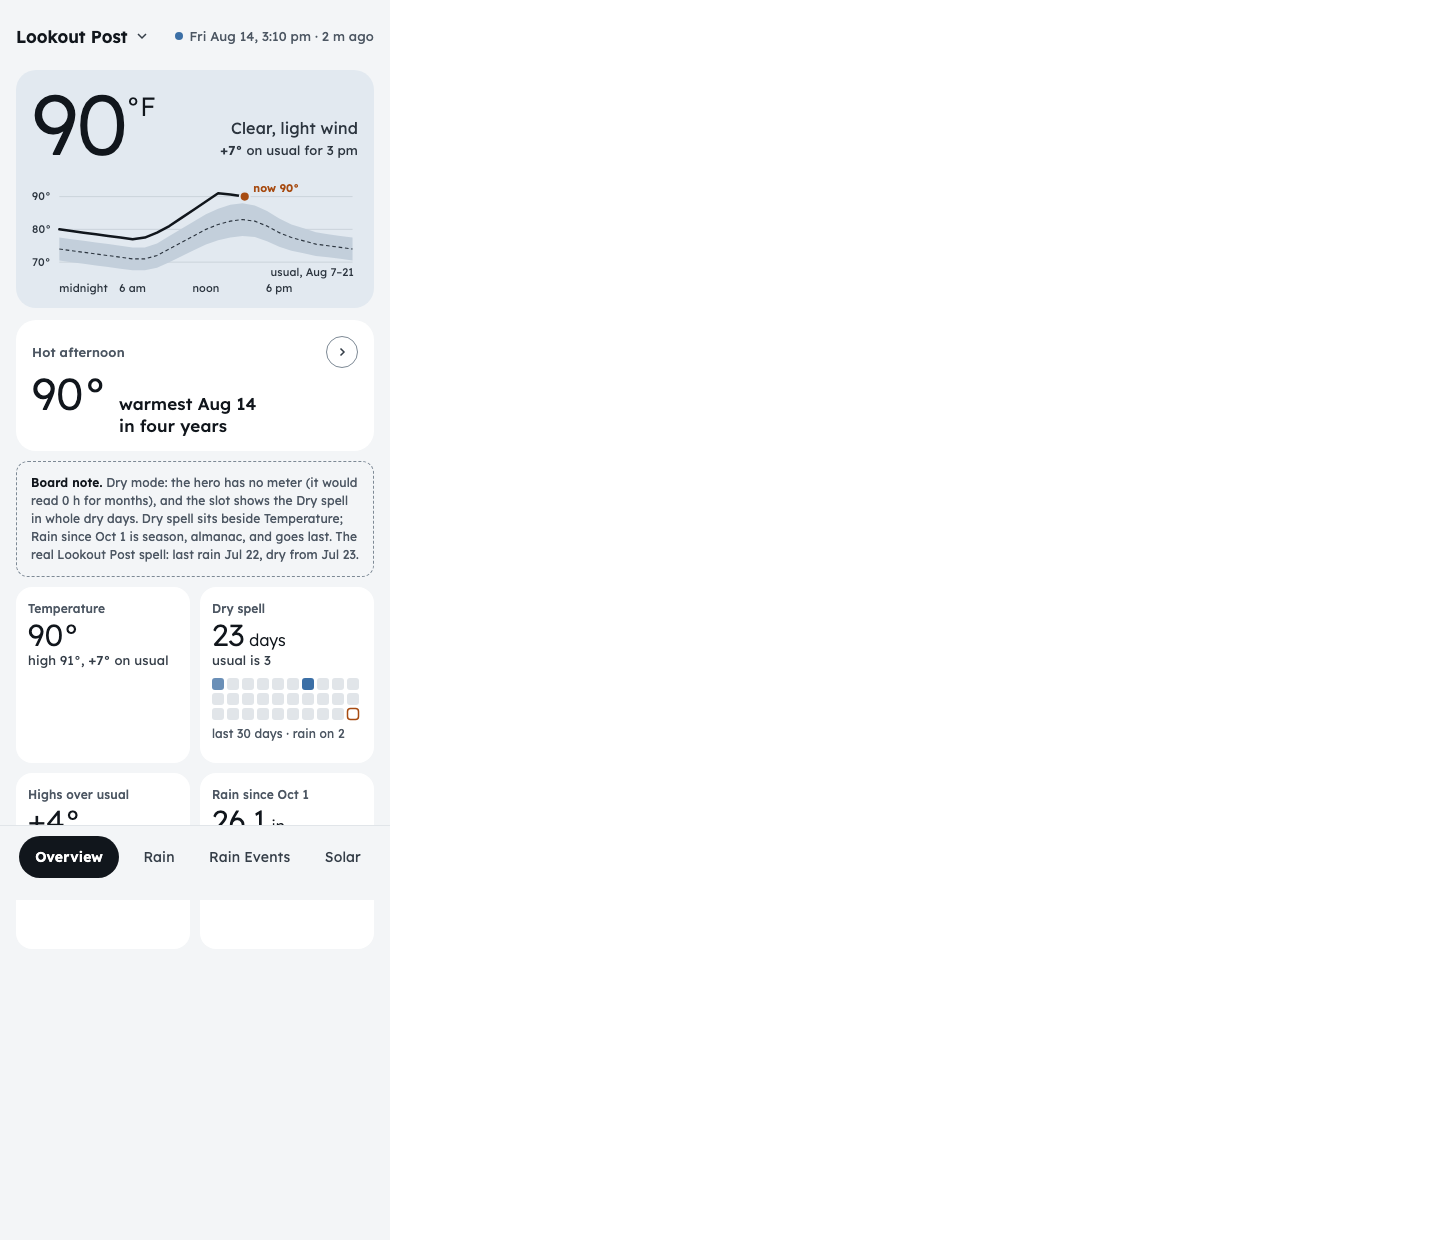 Lookout Post
Fri Aug 14, 3:10 pm · 2 m ago
90°F
Clear, light wind
+7° on usual for 3 pm
now 90°
90°
80°
70°
usual, Aug 7–21
midnight 6 am noon 6 pm
Hot afternoon
90° warmest Aug 14
in four years
Board note. Dry mode: the hero has no meter (it would
read 0 h for months), and the slot shows the Dry spell
in whole dry days. Dry spell sits beside Temperature;
Rain since Oct 1 is season, almanac, and goes last. The
real Lookout Post spell: last rain Jul 22, dry from Jul 23.
Temperature
90°
high 91°, +7° on usual
Dry spell
23 days
usual is 3
last 30 days · rain on 2
Highs over usual
+4°
Rain since Oct 1
26.1 in
Overview Rain Rain Events Solar